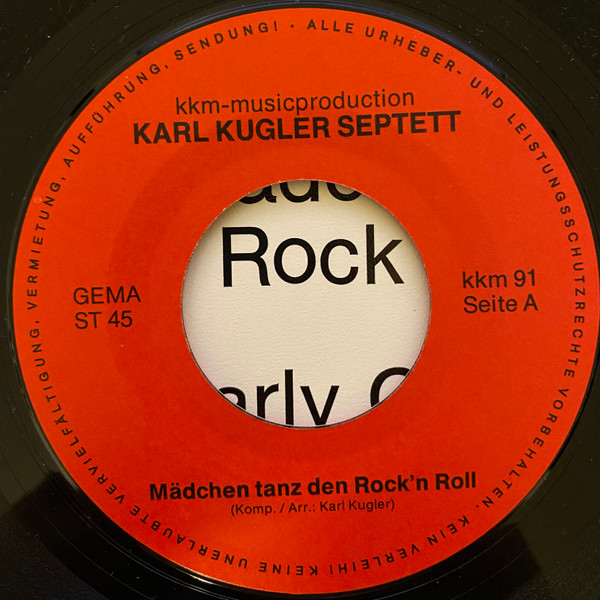 ALLE URHEBER- UND LEISTUNGSSCHUTZRECHTE VORBEHALTEN · KEIN VERLEIH! KEINE UNERLAUBTE VERVIELFÄLTIGUNG, VERMIETUNG, AUFFÜHRUNG, SENDUNG! ·
kkm-musicproduction
KARL KUGLER SEPTETT
Rock
GEMA
ST 45
kkm 91
Seite A
Mädchen tanz den Rock'n Roll
(Komp. / Arr.: Karl Kugler)